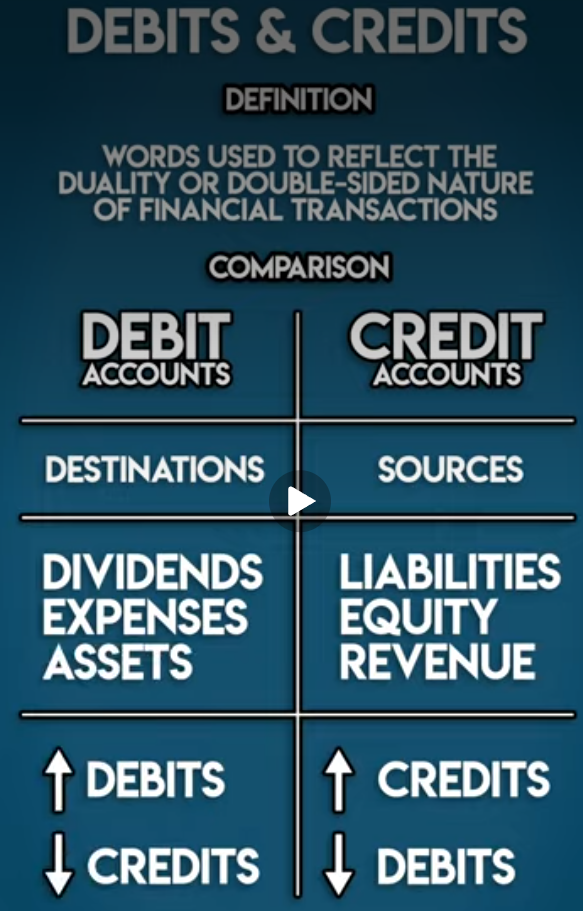 DEBITS & CREDITS
DEFINITION
WORDS USED TO REFLECT THE
DUALITY OR DOUBLE-SIDED NATURE
OF FINANCIAL TRANSACTIONS
COMPARISON
DEBIT
ACCOUNTS
CREDIT
ACCOUNTS
DESTINATIONS
SOURCES
DIVIDENDS
EXPENSES
ASSETS
LIABILITIES
EQUITY
REVENUE
↑ DEBITS
↓ CREDITS
↑ CREDITS
↓ DEBITS